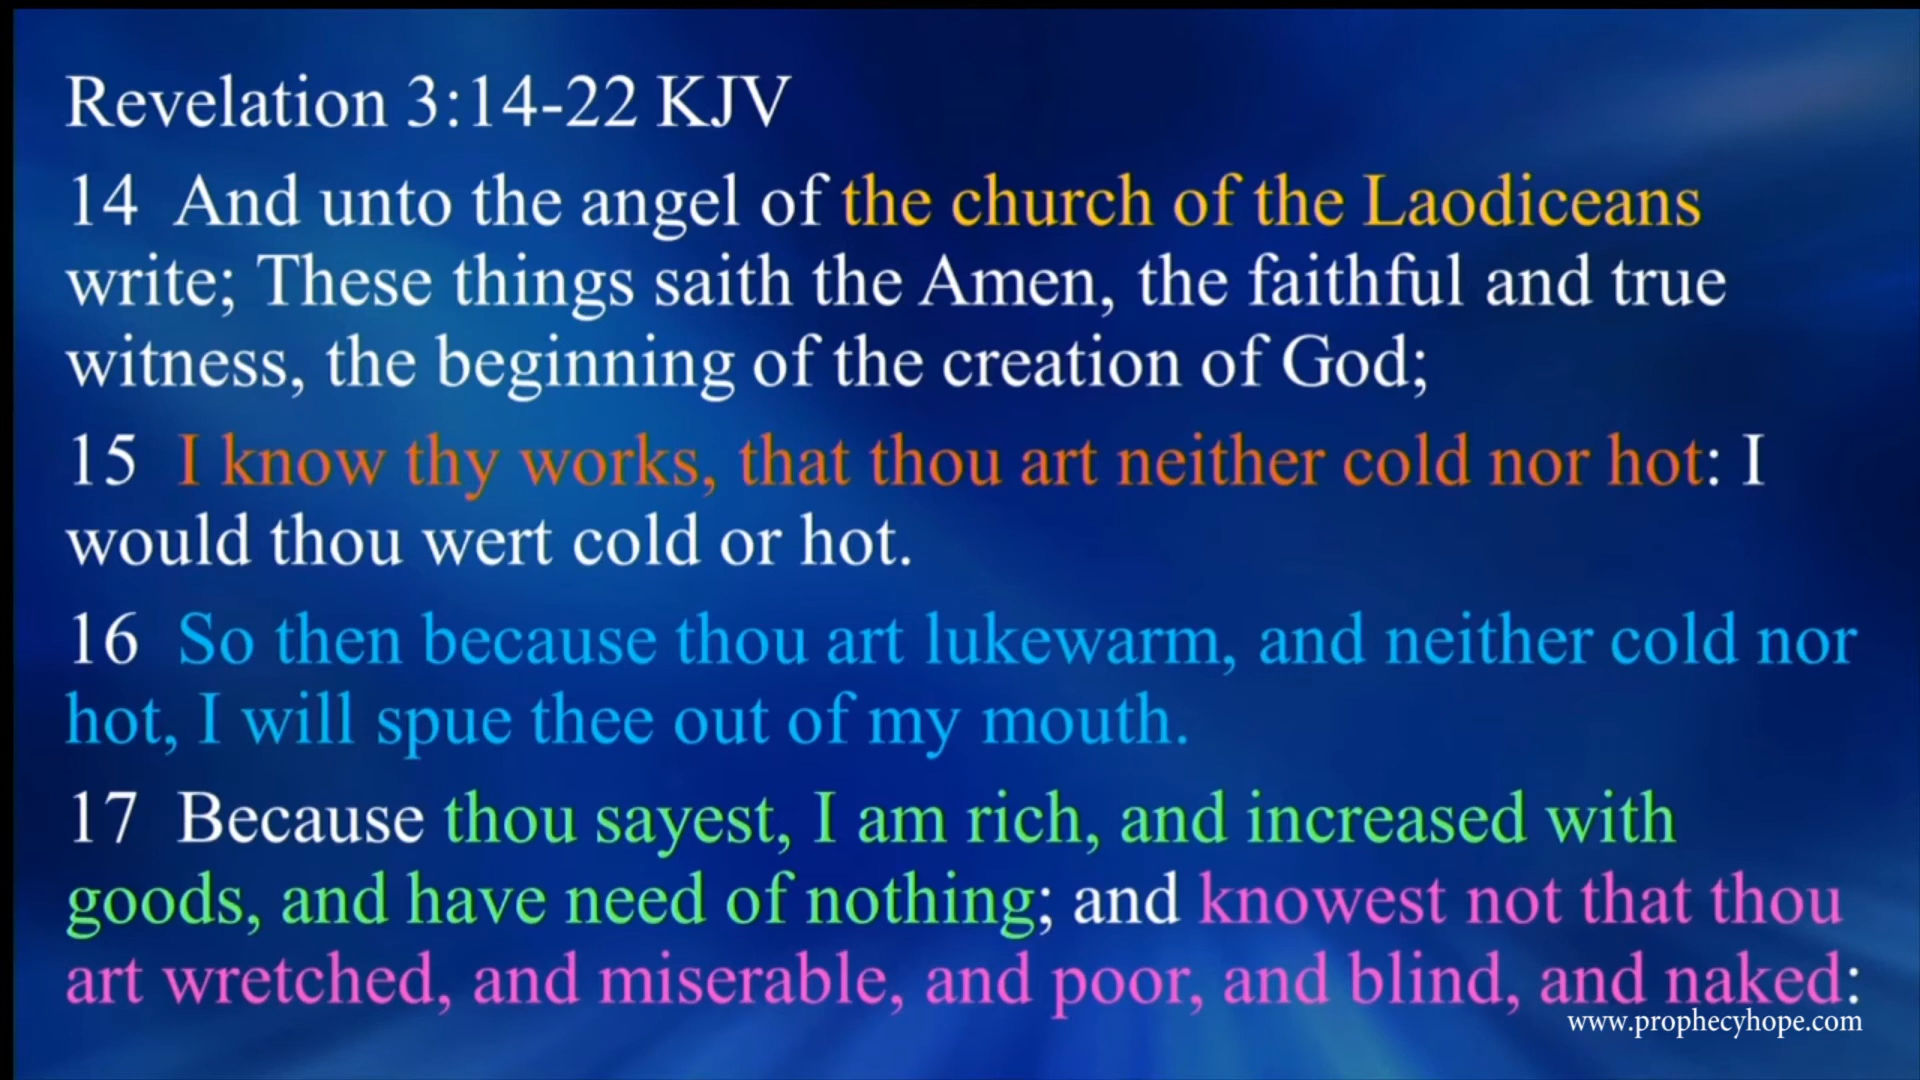 Revelation 3:14-22 KJV
14 And unto the angel of the church of the Laodiceans
write; These things saith the Amen, the faithful and true
witness, the beginning of the creation of God;
15 I know thy works, that thou art neither cold nor hot: I
would thou wert cold or hot.
16 So then because thou art lukewarm, and neither cold nor
hot, I will spue thee out of my mouth.
17 Because thou sayest, I am rich, and increased with
goods, and have need of nothing; and knowest not that thou
art wretched, and miserable, and poor, and blind, and naked:
www.prophecyhope.com